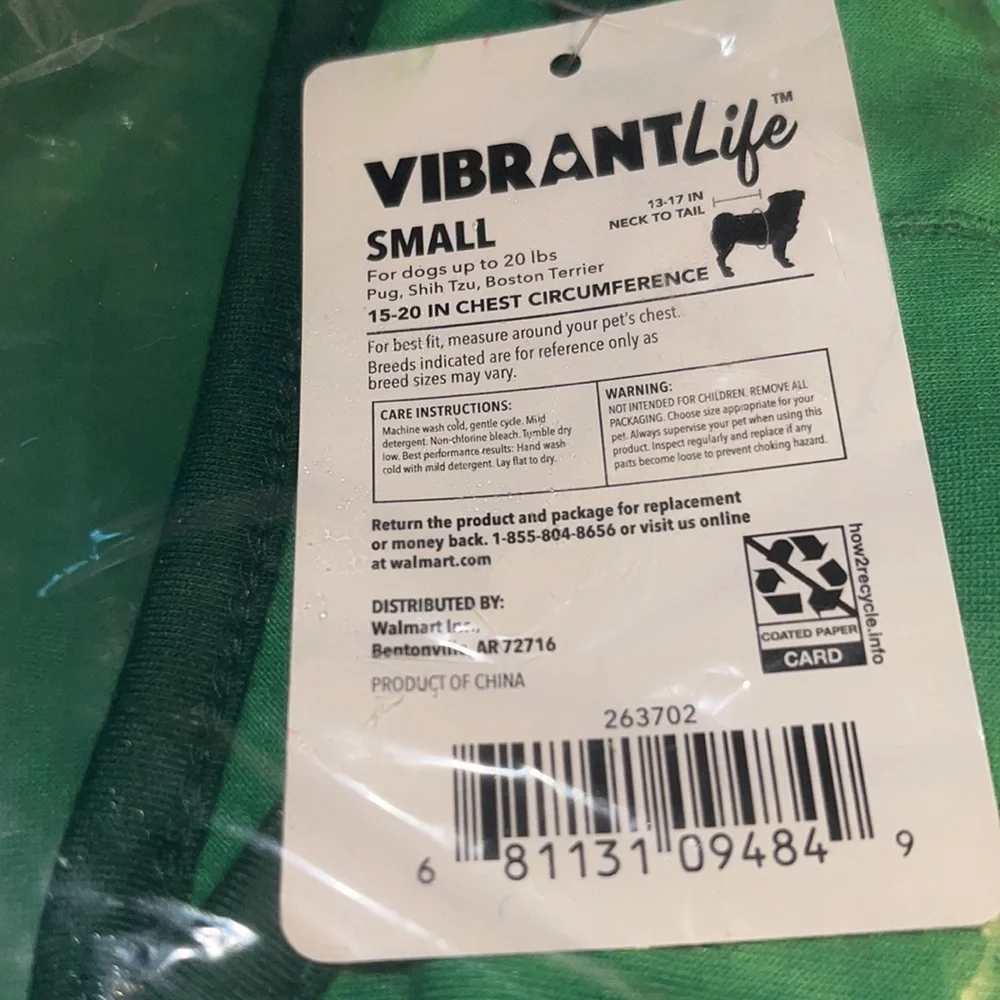 VIBRANTLife™
13-17 IN
NECK TO TAIL
SMALL
For dogs up to 20 lbs
Pug, Shih Tzu, Boston Terrier
15-20 IN CHEST CIRCUMFERENCE
For best fit, measure around your pet's chest.
Breeds indicated are for reference only as
breed sizes may vary.
CARE INSTRUCTIONS:
Machine wash cold, gentle cycle. Mild
detergent. Non-chlorine bleach. Tumble dry
low. Best performance results: Hand wash
cold with mild detergent. Lay flat to dry.
WARNING:
NOT INTENDED FOR CHILDREN. REMOVE ALL
PACKAGING. Choose size appropriate for your
pet. Always supervise your pet when using this
product. Inspect regularly and replace if any
parts become loose to prevent choking hazard.
Return the product and package for replacement
or money back. 1-855-804-8656 or visit us online
at walmart.com
DISTRIBUTED BY:
Walmart Inc.,
Bentonville, AR 72716
PRODUCT OF CHINA
COATED PAPER
CARD
how2recycle.info
263702
6 81131 09484 9